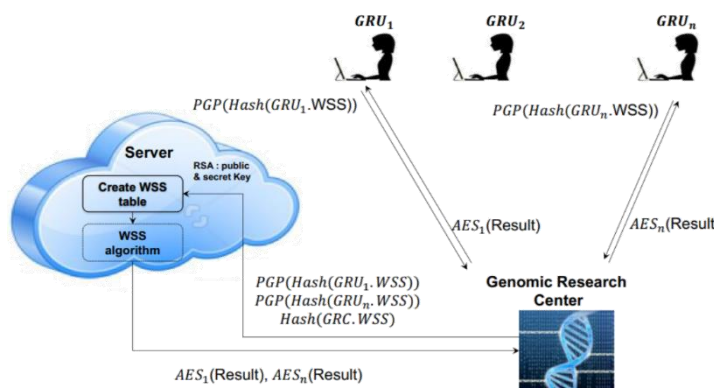 GRU₁
GRU₂
GRUₙ
PGP(Hash(GRU₁.WSS))
PGP(Hash(GRUₙ.WSS))
Server
RSA : public
& secret Key
Create WSS
table
WSS
algorithm
AES₁(Result)
AESₙ(Result
PGP(Hash(GRU₁.WSS))
PGP(Hash(GRUₙ.WSS))
Hash(GRC.WSS)
Genomic Research
Center
AES₁(Result), AESₙ(Result)